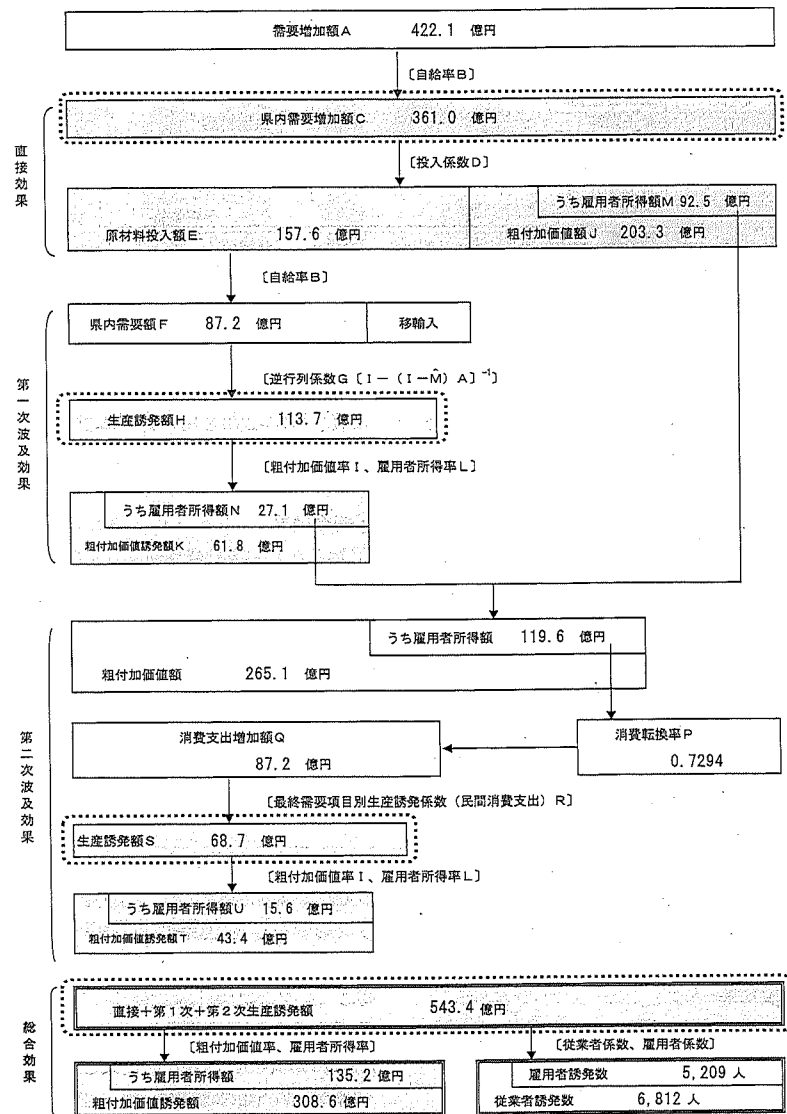 需要増加額A 422.1 億円
〔自給率B〕
県内需要増加額C 361.0 億円
直接効果
〔投入係数D〕
うち雇用者所得額M 92.5 億円
原材料投入額E 157.6 億円
粗付加価値額J 203.3 億円
〔自給率B〕
県内需要額F 87.2 億円
移輸入
第一次波及効果
〔逆行列係数G〔I-(I-M̂)A〕⁻¹〕
生産誘発額H 113.7 億円
〔粗付加価値率I、雇用者所得率L〕
うち雇用者所得額N 27.1 億円
粗付加価値誘発額K 61.8 億円
うち雇用者所得額 119.6 億円
粗付加価値額 265.1 億円
第二次波及効果
消費支出増加額Q
87.2 億円
消費転換率P
0.7294
〔最終需要項目別生産誘発係数(民間消費支出)R〕
生産誘発額S 68.7 億円
〔粗付加価値率I、雇用者所得率L〕
うち雇用者所得額U 15.6 億円
粗付加価値誘発額T 43.4 億円
総合効果
直接+第1次+第2次生産誘発額 543.4 億円
〔粗付加価値率、雇用者所得率〕
〔従業者係数、雇用者係数〕
うち雇用者所得額 135.2 億円
粗付加価値誘発額 308.6 億円
雇用者誘発数 5,209 人
従業者誘発数 6,812 人